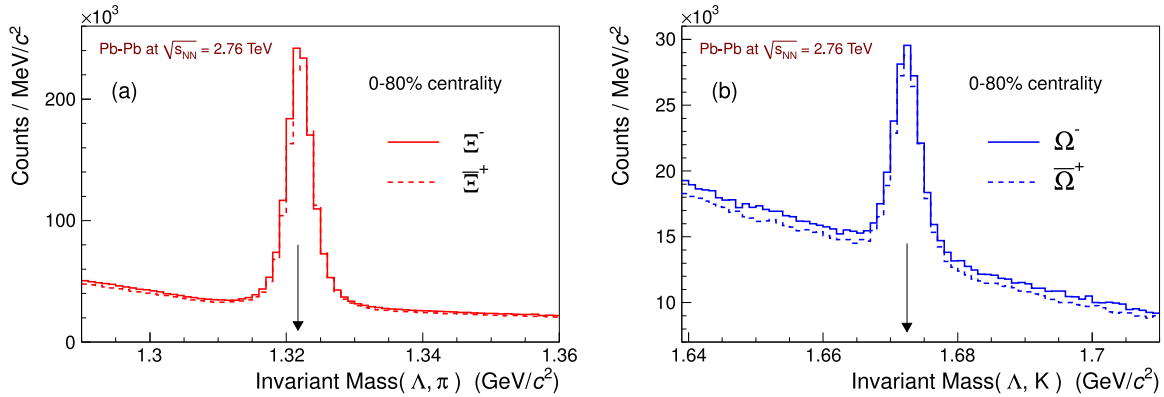 ×10³
Pb-Pb at √s_NN = 2.76 TeV
(a)
0-80% centrality
Ξ⁻
Ξ̅⁺
Counts / MeV/c²
200
100
0
1.3
1.32
1.34
1.36
Invariant Mass( Λ, π ) (GeV/c²)
×10³
Pb-Pb at √s_NN = 2.76 TeV
(b)
0-80% centrality
Ω⁻
Ω̅⁺
Counts / MeV/c²
30
25
20
15
10
1.64
1.66
1.68
1.7
Invariant Mass( Λ, K ) (GeV/c²)